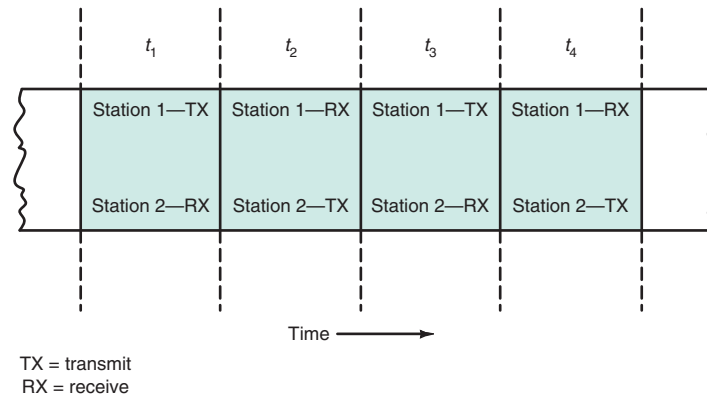 t1 t2 t3 t4
Station 1—TX Station 1—RX Station 1—TX Station 1—RX
Station 2—RX Station 2—TX Station 2—RX Station 2—TX
Time
TX = transmit
RX = receive